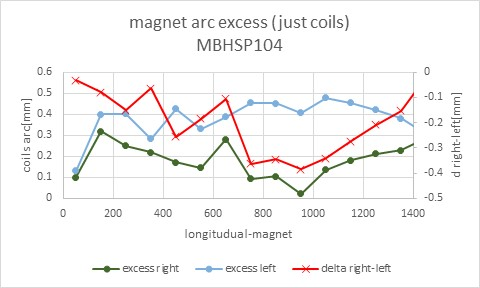 magnet arc excess (just coils)
MBHSP104
0.6
0.5
0.4
0.3
0.2
0.1
0
coils arc[mm]
0
-0.1
-0.2
-0.3
-0.4
-0.5
d right-left[mm]
0 200 400 600 800 1000 1200 1400
longitudual-magnet
excess right excess left delta right-left